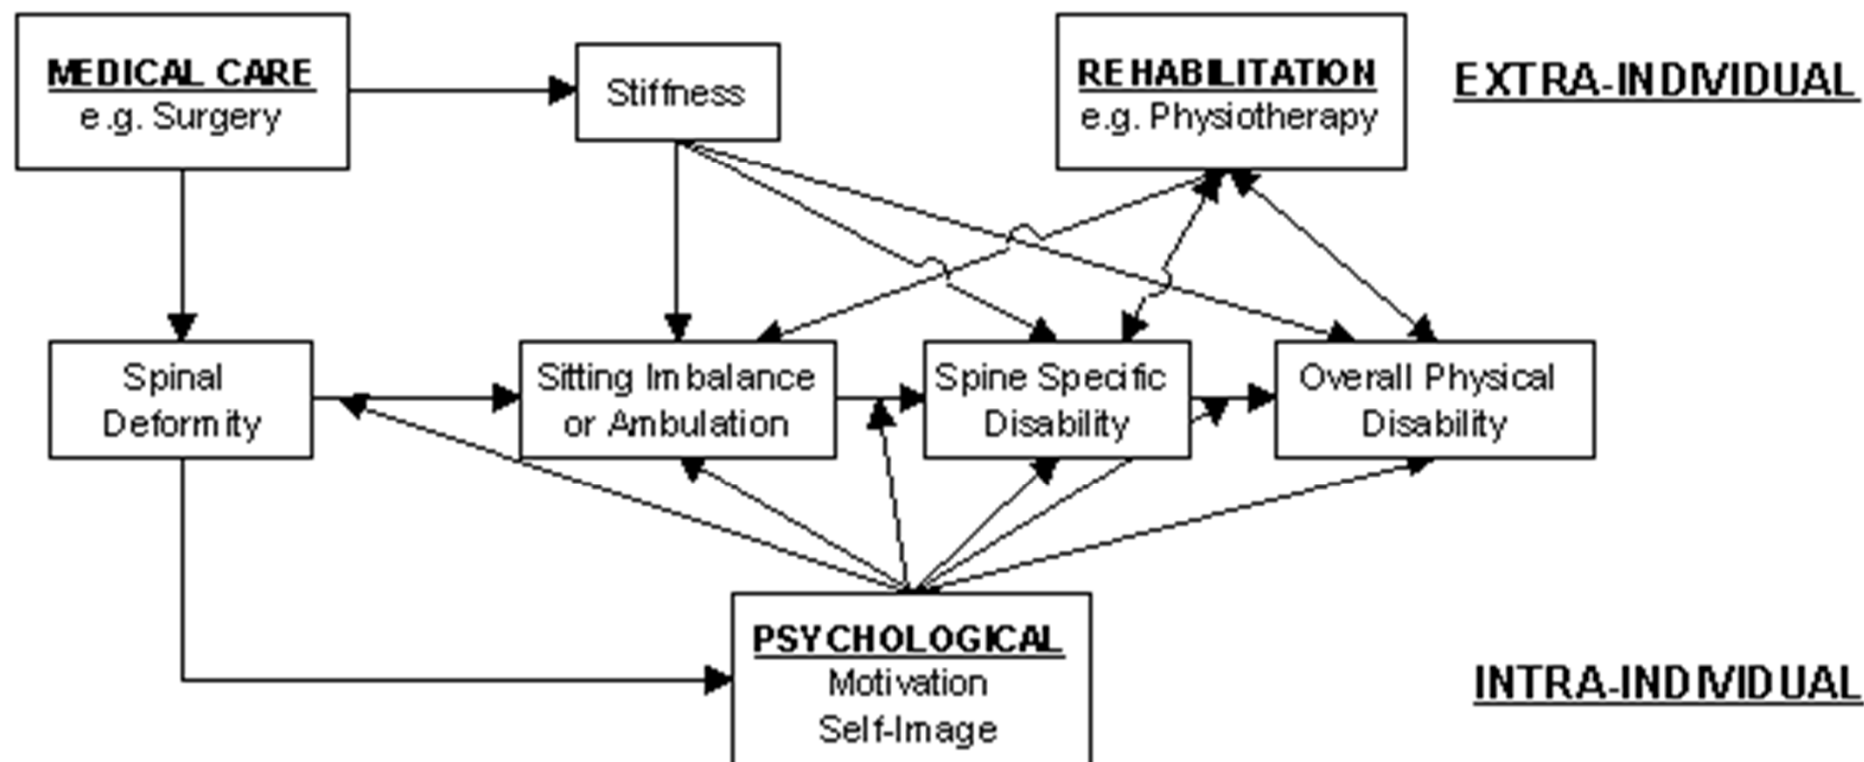 MEDICAL CARE
e.g. Surgery
Stiffness
REHABILITATION
e.g. Physiotherapy
EXTRA-INDIVIDUAL
Spinal
Deformity
Sitting Imbalance
or Ambulation
Spine Specific
Disability
Overall Physical
Disability
PSYCHOLOGICAL
Motivation
Self-Image
INTRA-INDIVIDUAL